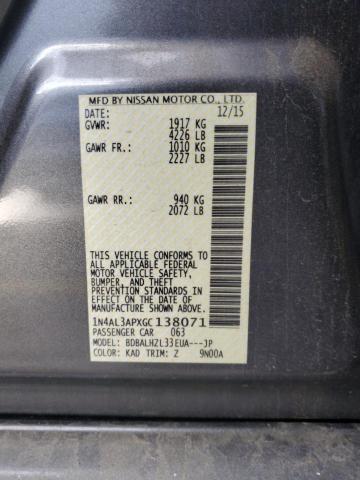 MFD BY NISSAN MOTOR CO., LTD.
DATE: 12/15
GVWR: 1917 KG
4226 LB
GAWR FR.: 1010 KG
2227 LB
GAWR RR.: 940 KG
2072 LB
THIS VEHICLE CONFORMS TO
ALL APPLICABLE FEDERAL
MOTOR VEHICLE SAFETY,
BUMPER, AND THEFT
PREVENTION STANDARDS IN
EFFECT ON THE DATE OF
MANUFACTURE SHOWN ABOVE.
1N4AL3APXGC138071
PASSENGER CAR 063
MODEL: BDBALHZL33EUA---JP
COLOR: KAD TRIM: Z 9N00A